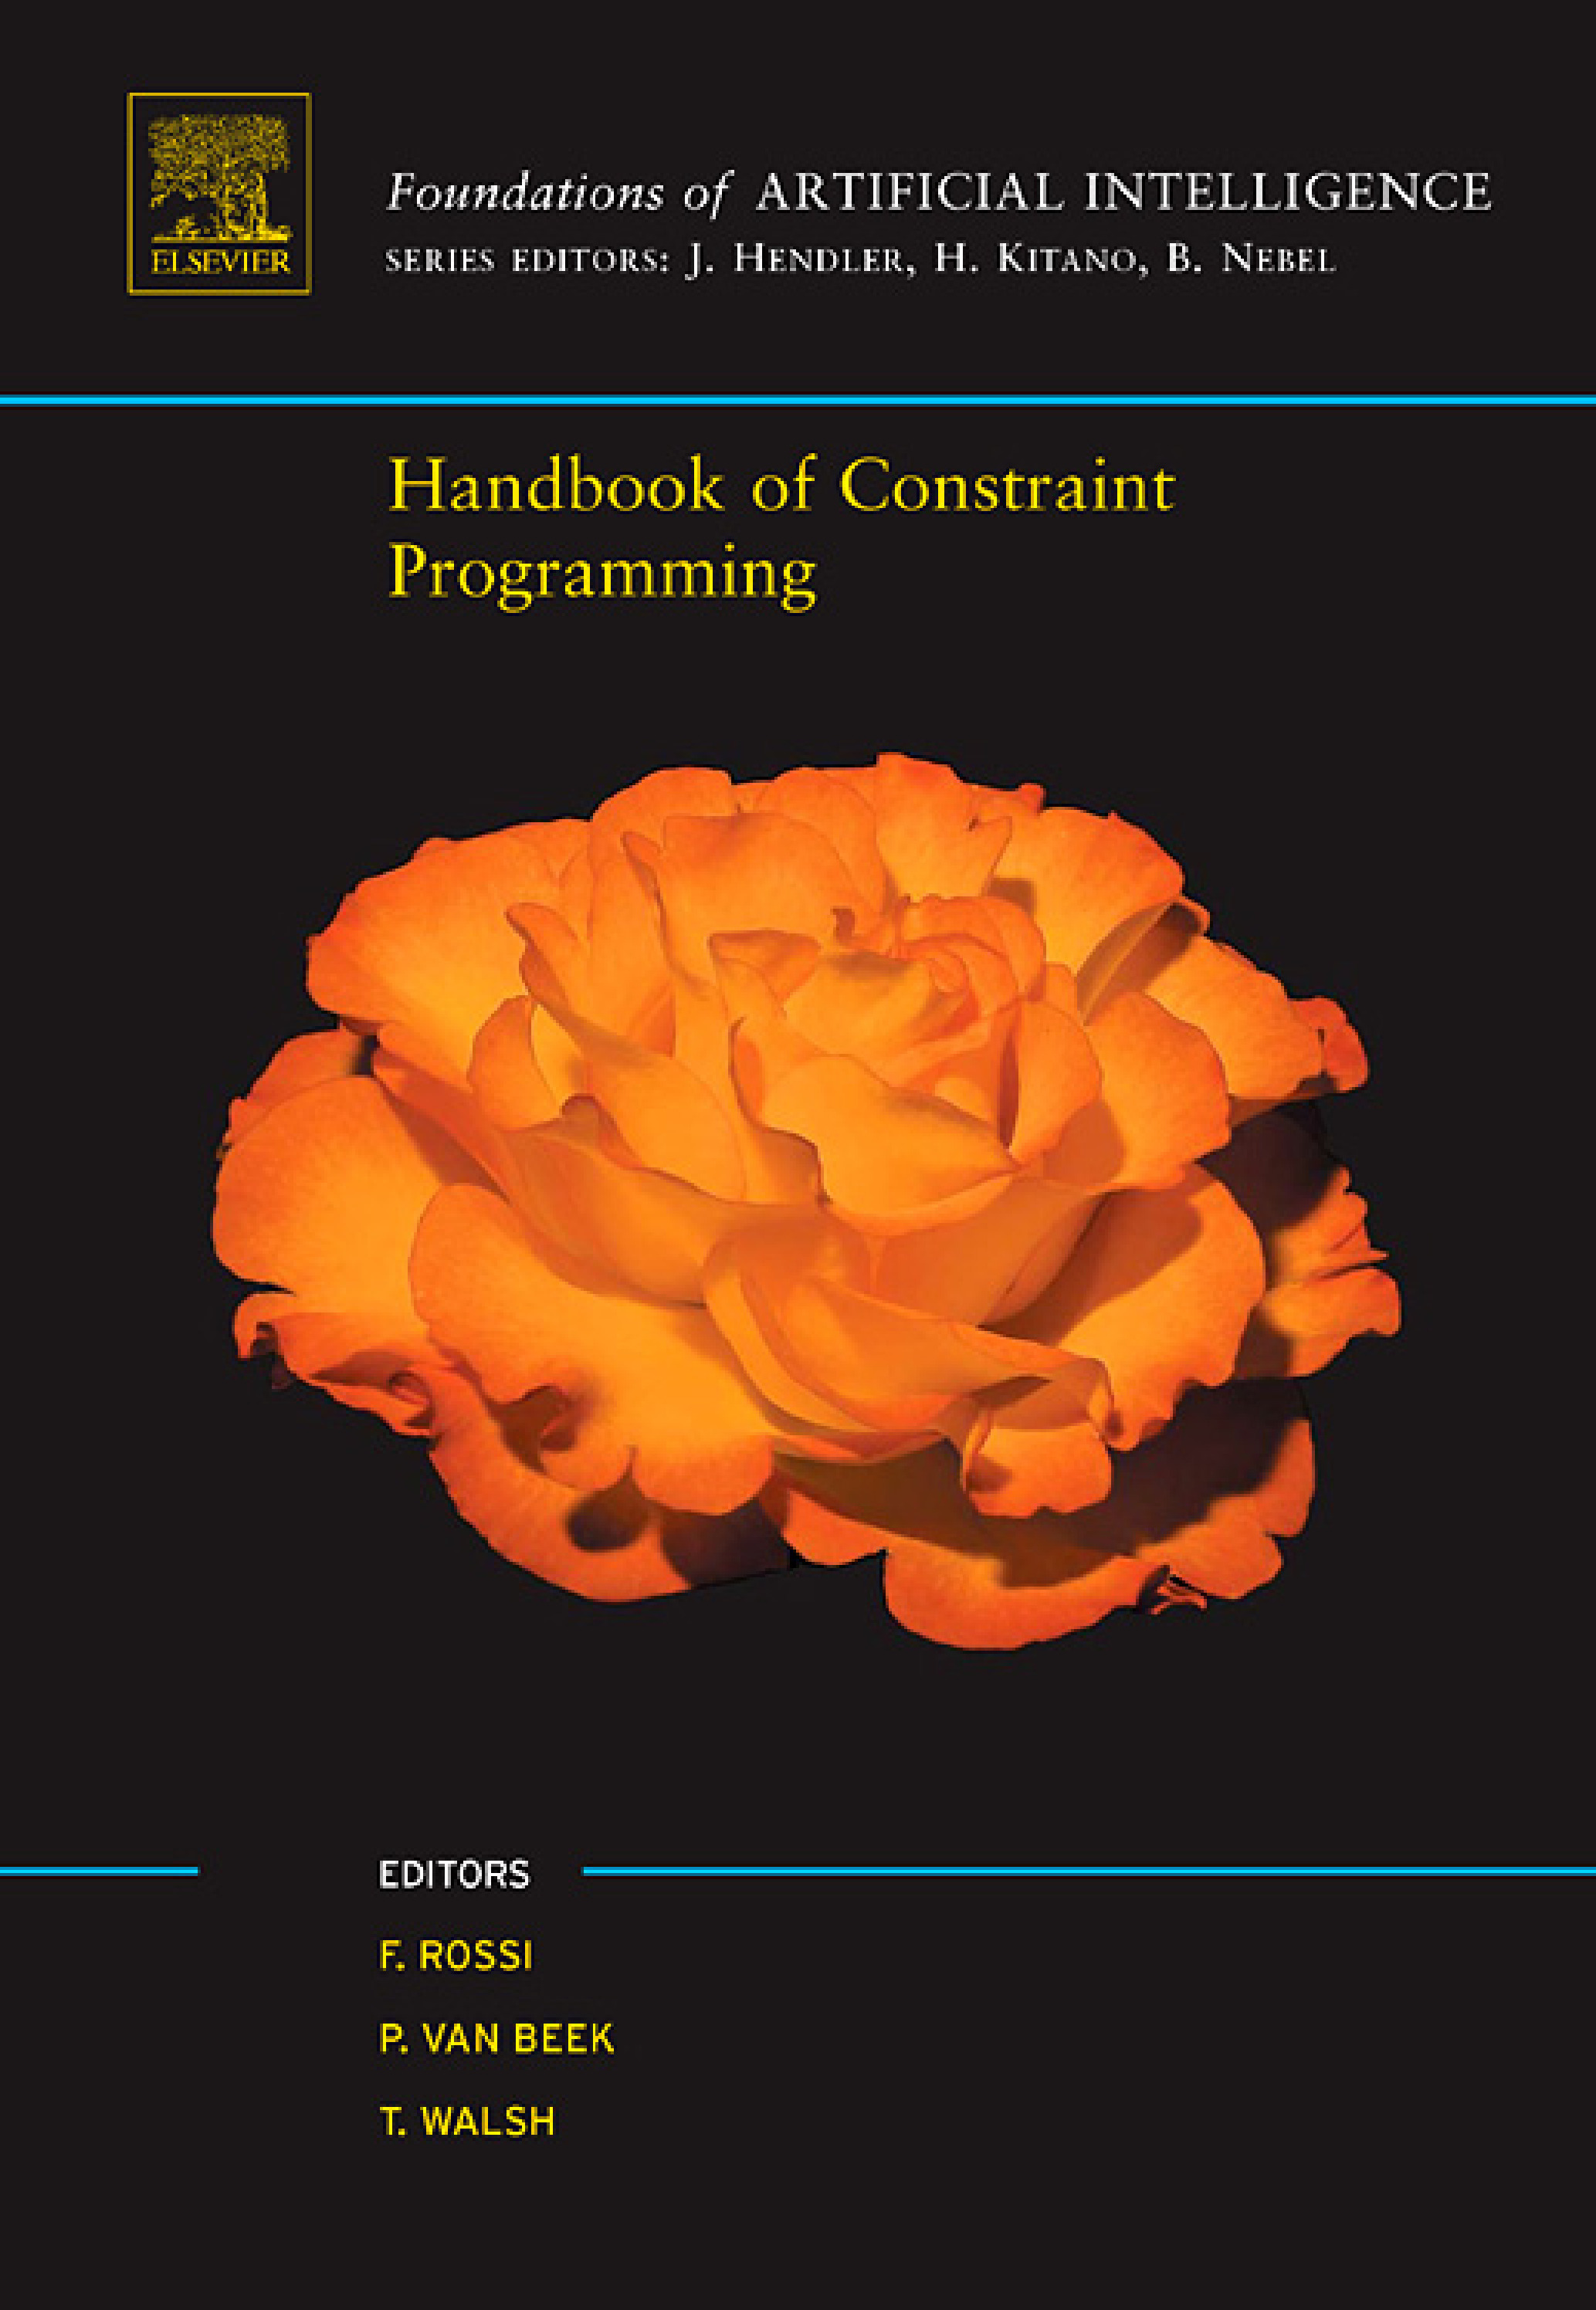 ELSEVIER
Foundations of ARTIFICIAL INTELLIGENCE
SERIES EDITORS: J. HENDLER, H. KITANO, B. NEBEL
Handbook of Constraint
Programming
EDITORS
F. ROSSI
P. VAN BEEK
T. WALSH